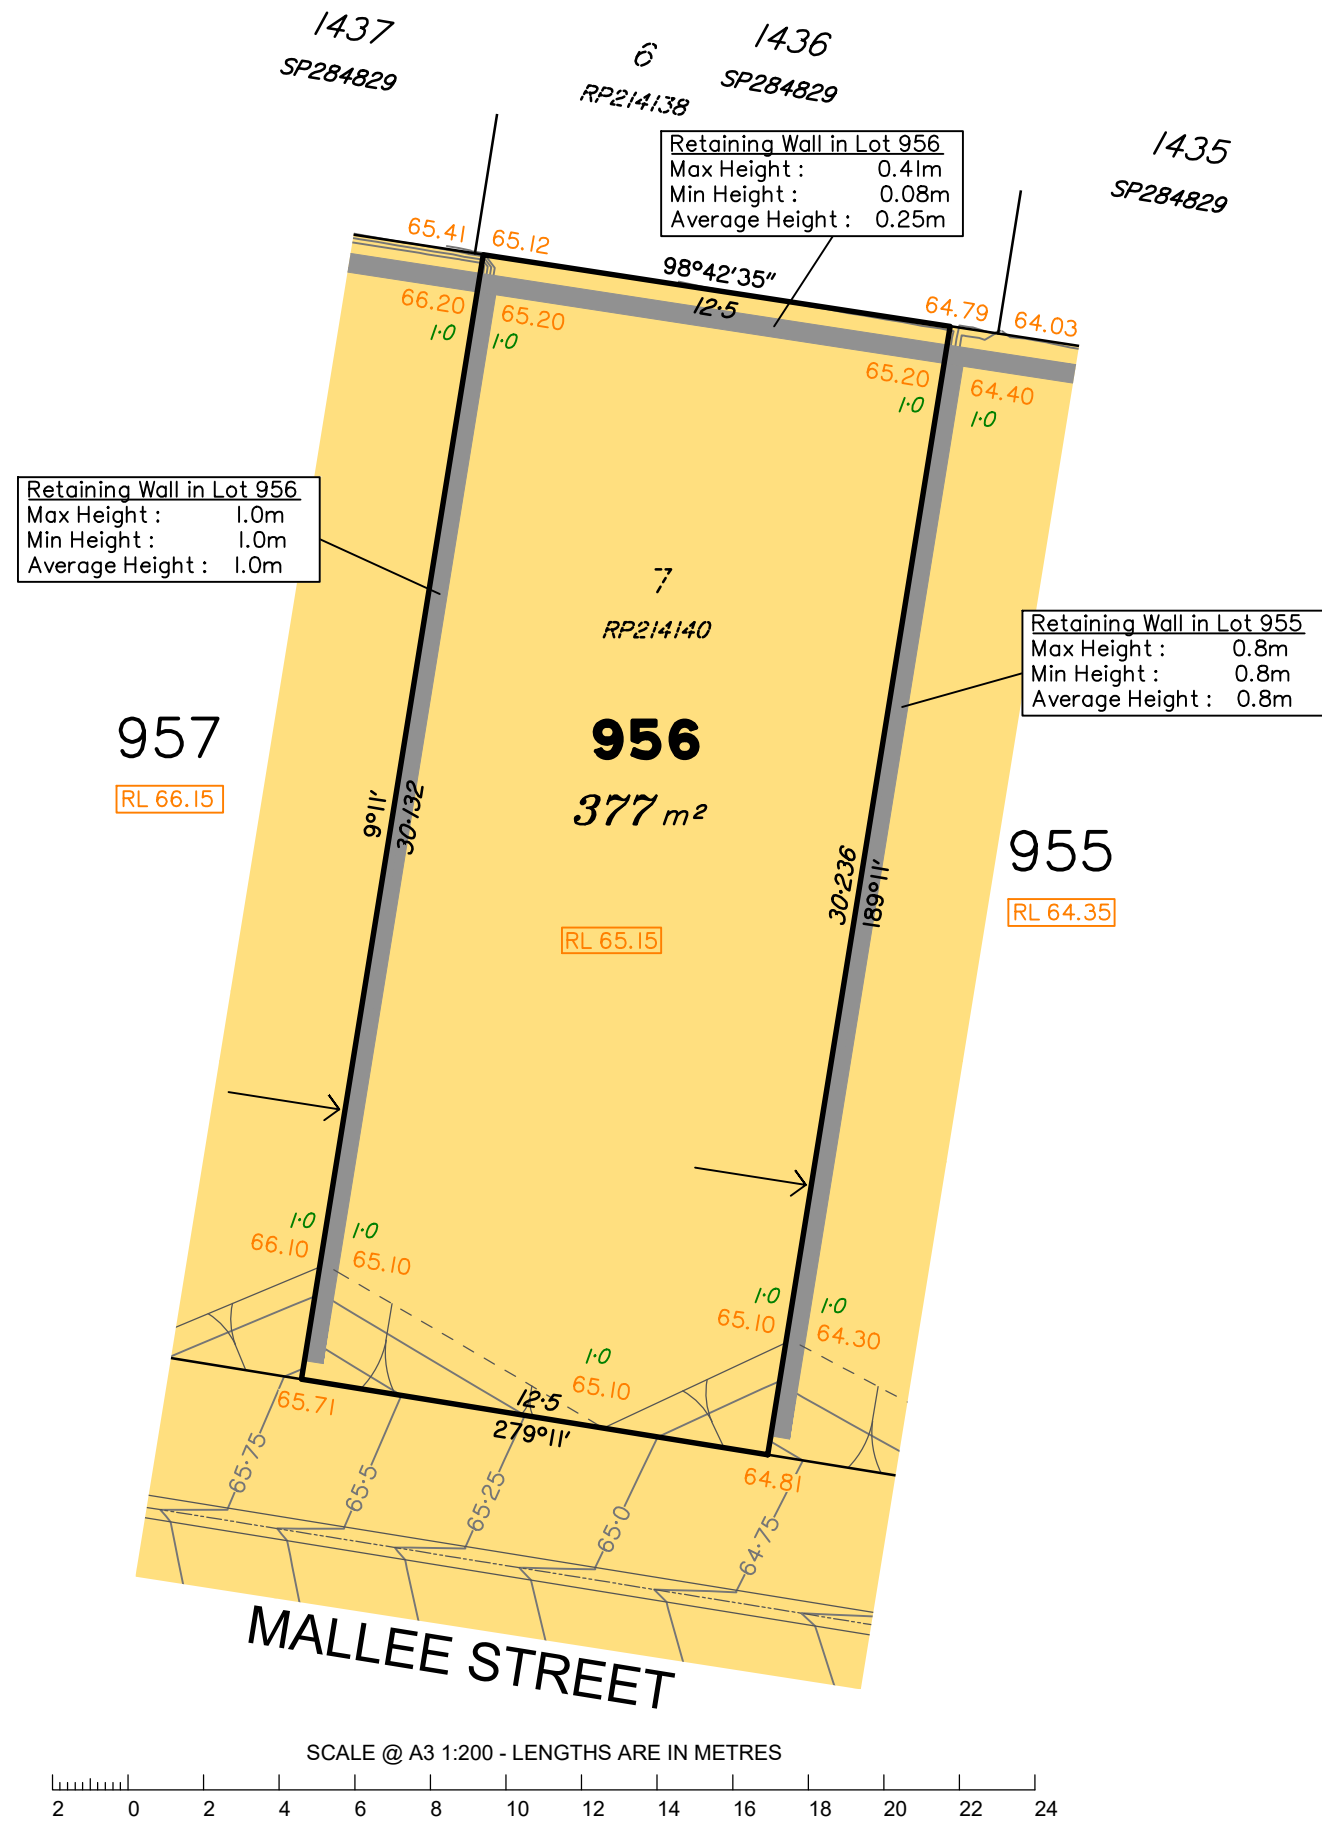 1437
SP284829
6
RP214138
1436
SP284829
1435
SP284829
Retaining Wall in Lot 956
Max Height : 0.41m
Min Height : 0.08m
Average Height : 0.25m
65.41
65.12
98°42'35"
12·5
64.79
64.03
66.20
65.20
1·0
1·0
65.20
64.40
1·0
1·0
Retaining Wall in Lot 956
Max Height : 1.0m
Min Height : 1.0m
Average Height : 1.0m
7
RP214140
Retaining Wall in Lot 955
Max Height : 0.8m
Min Height : 0.8m
Average Height : 0.8m
957
RL 66.15
956
377 m²
9°11'
30·132
30·236
189°11'
955
RL 64.35
RL 65.15
1·0
66.10
1·0
65.10
1·0
65.10
1·0
64.30
1·0
65.10
12·5
279°11'
65.71
64.81
65·75
65·5
65·25
65·0
64·75
MALLEE STREET
SCALE @ A3 1:200 - LENGTHS ARE IN METRES
2 0 2 4 6 8 10 12 14 16 18 20 22 24